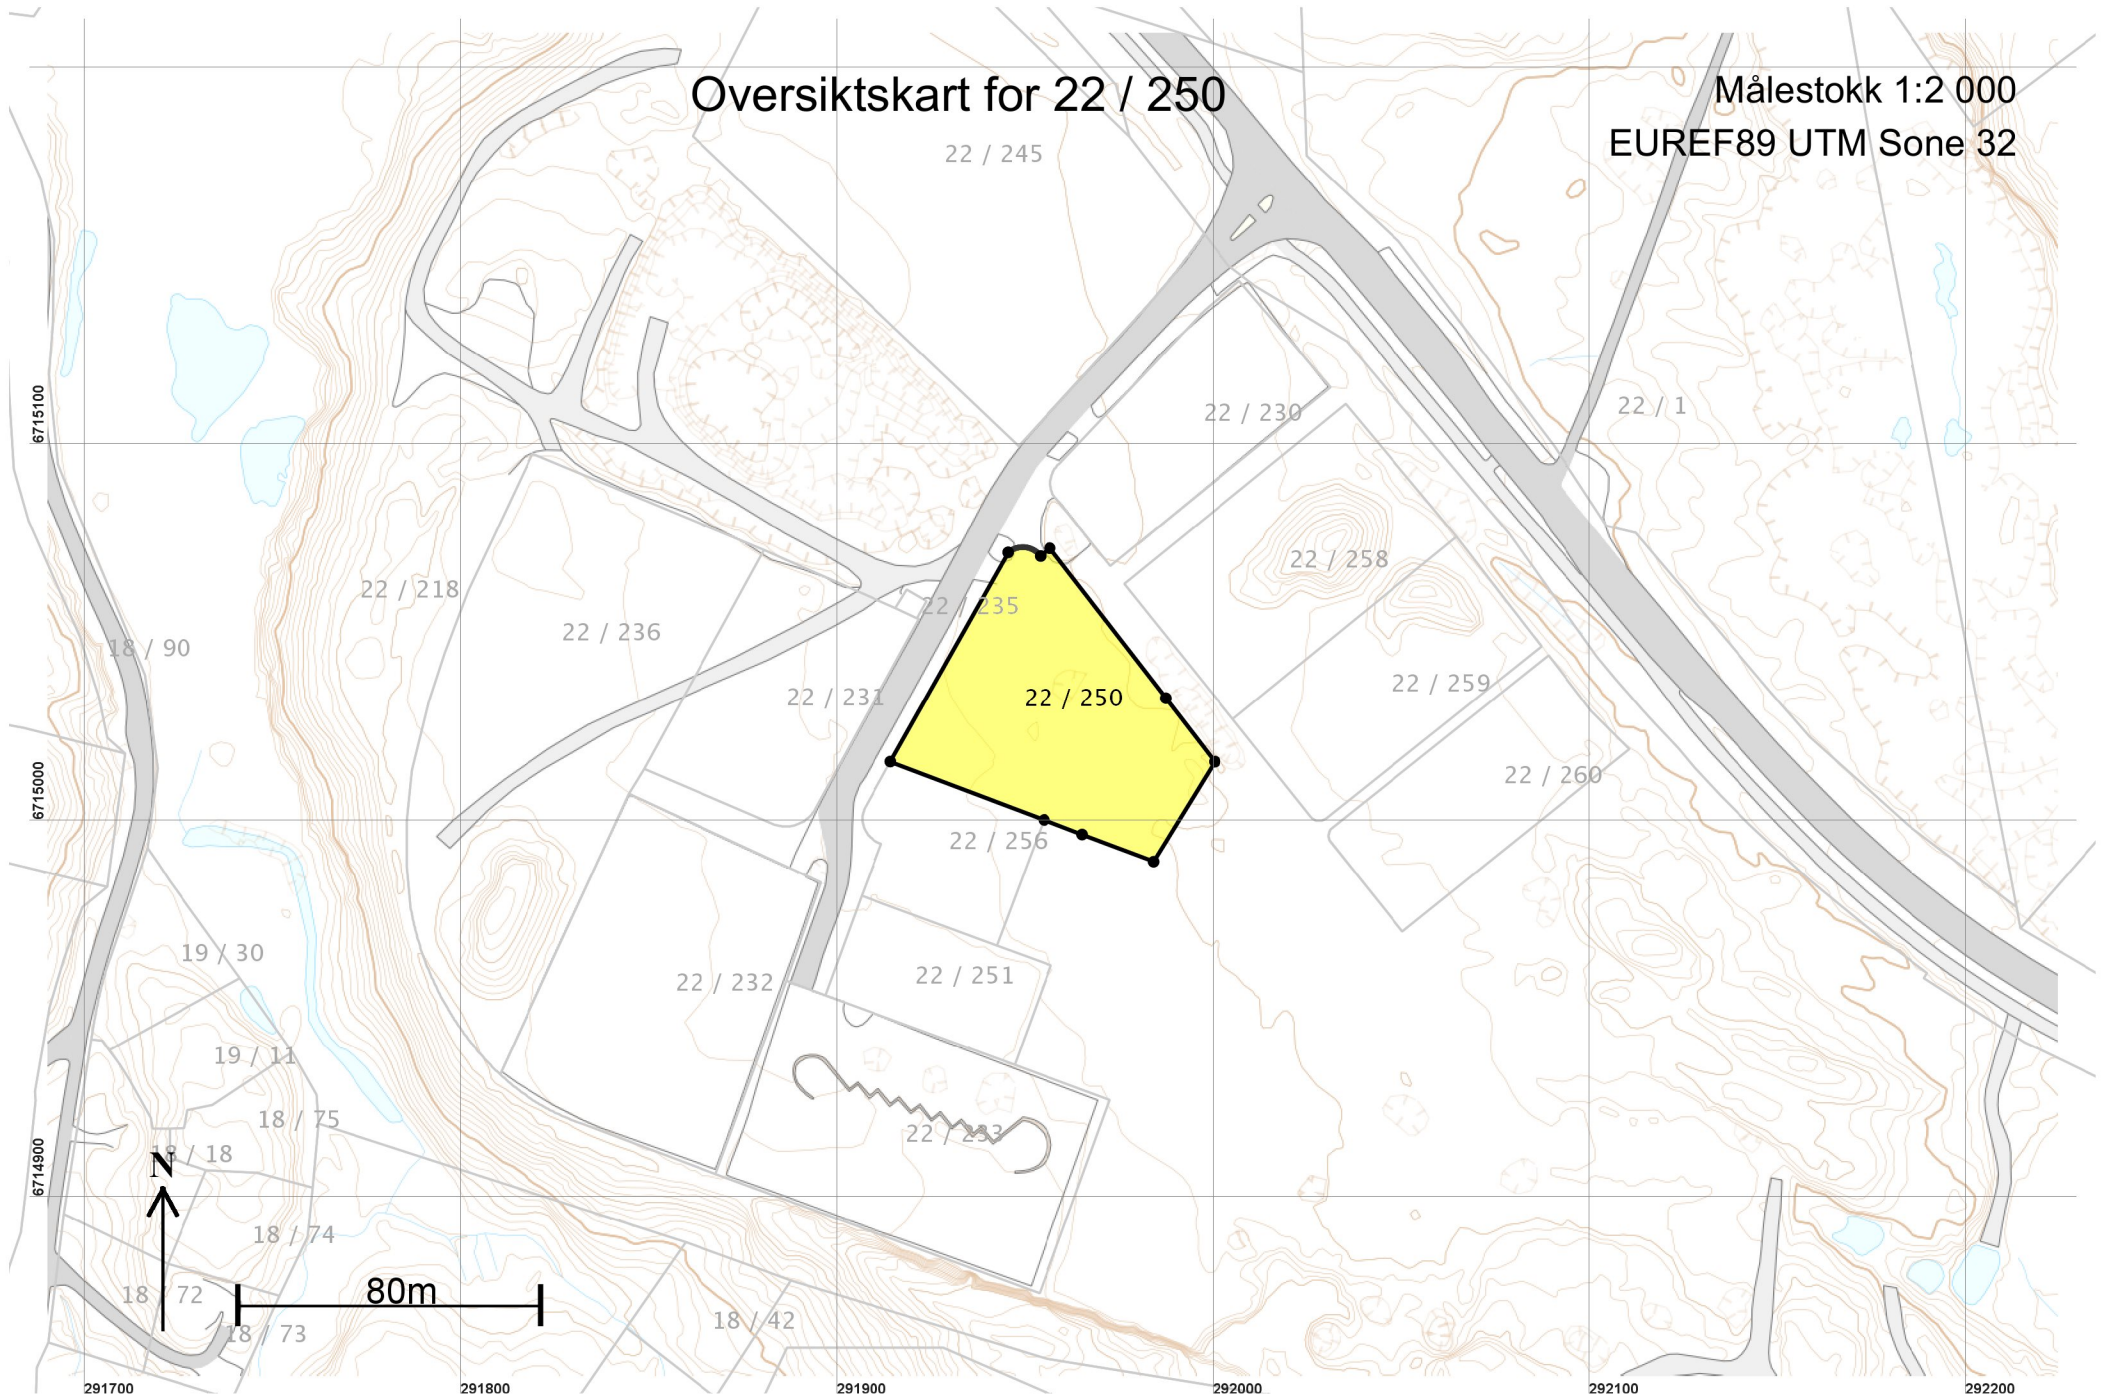 Oversiktskart for 22 / 250
Målestokk 1:2 000
EUREF89 UTM Sone 32
22 / 245
22 / 230
22 / 1
6715100
22 / 258
22 / 218
22 / 235
22 / 236
18 / 90
22 / 259
22 / 231
22 / 250
22 / 260
6715000
22 / 256
19 / 30
22 / 251
22 / 232
19 / 11
18 / 75
22 / 233
18 / 18
N
6714900
18 / 74
80m
18 / 72
18 / 42
18 / 73
291700
291800
291900
292000
292100
292200